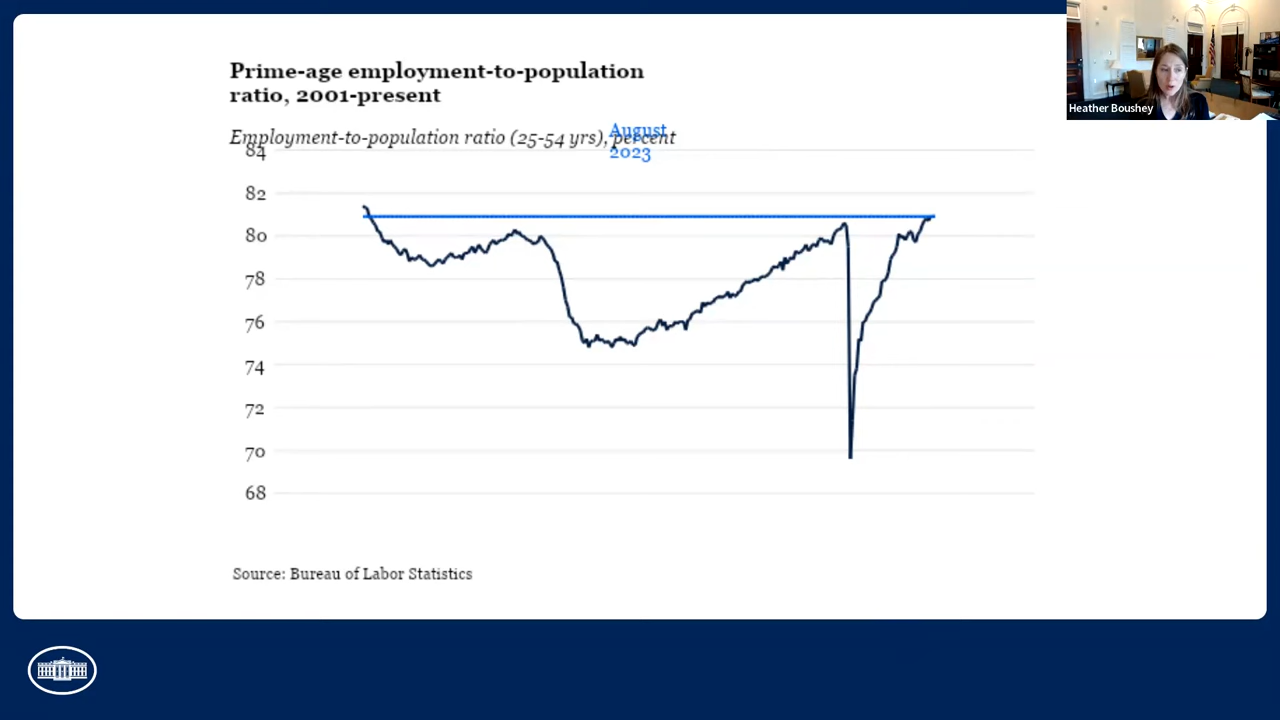 Heather Boushey
Prime-age employment-to-population
ratio, 2001-present
Employment-to-population ratio (25-54 yrs), percent
August
2023
84
82
80
78
76
74
72
70
68
Source: Bureau of Labor Statistics